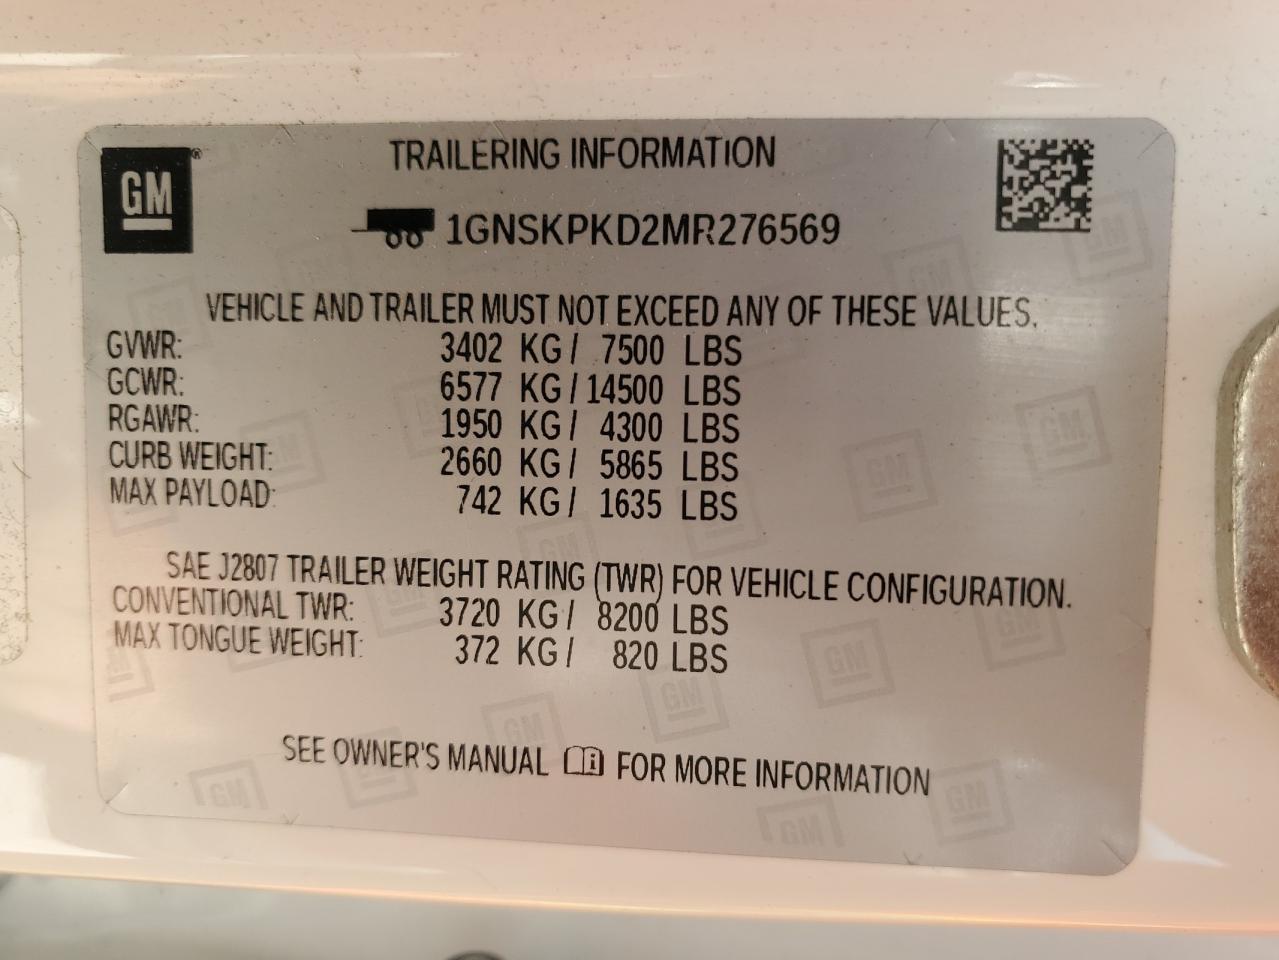 GM
TRAILERING INFORMATION
1GNSKPKD2MR276569
VEHICLE AND TRAILER MUST NOT EXCEED ANY OF THESE VALUES.
GVWR: 3402 KG / 7500 LBS
GCWR: 6577 KG / 14500 LBS
RGAWR: 1950 KG / 4300 LBS
CURB WEIGHT: 2660 KG / 5865 LBS
MAX PAYLOAD: 742 KG / 1635 LBS
SAE J2807 TRAILER WEIGHT RATING (TWR) FOR VEHICLE CONFIGURATION.
CONVENTIONAL TWR: 3720 KG / 8200 LBS
MAX TONGUE WEIGHT: 372 KG / 820 LBS
SEE OWNER'S MANUAL FOR MORE INFORMATION